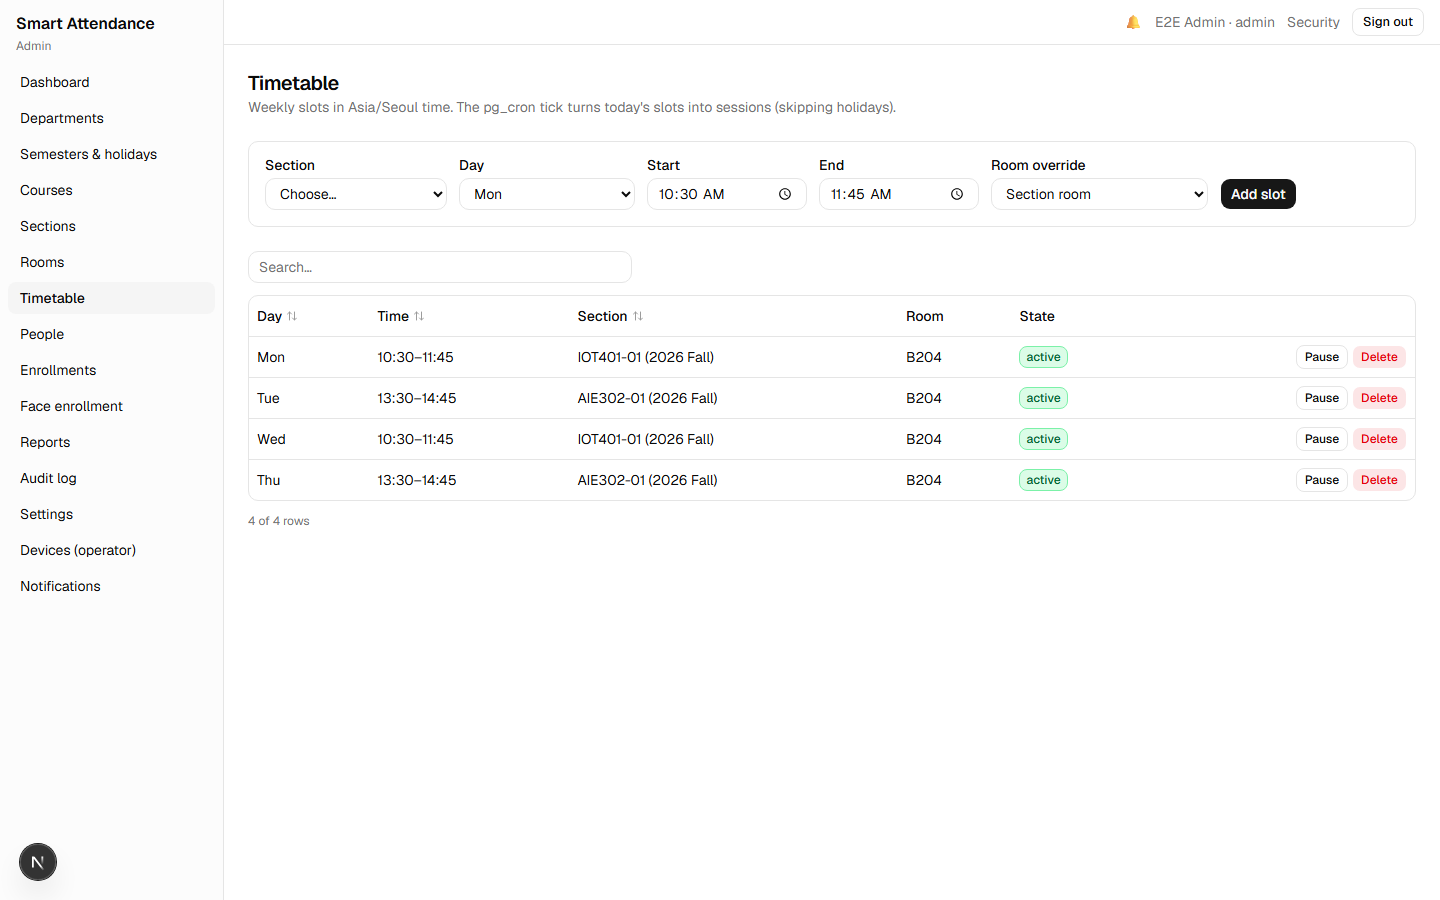 Smart Attendance
Admin
Dashboard
Departments
Semesters & holidays
Courses
Sections
Rooms
Timetable
People
Enrollments
Face enrollment
Reports
Audit log
Settings
Devices (operator)
Notifications
N
E2E Admin · admin Security Sign out
Timetable
Weekly slots in Asia/Seoul time. The pg_cron tick turns today's slots into sessions (skipping holidays).
Section Day Start End Room override
Choose... Mon 10:30 AM 11:45 AM Section room Add slot
Search...
Day Time Section Room State
Mon 10:30–11:45 IOT401-01 (2026 Fall) B204 active Pause Delete
Tue 13:30–14:45 AIE302-01 (2026 Fall) B204 active Pause Delete
Wed 10:30–11:45 IOT401-01 (2026 Fall) B204 active Pause Delete
Thu 13:30–14:45 AIE302-01 (2026 Fall) B204 active Pause Delete
4 of 4 rows